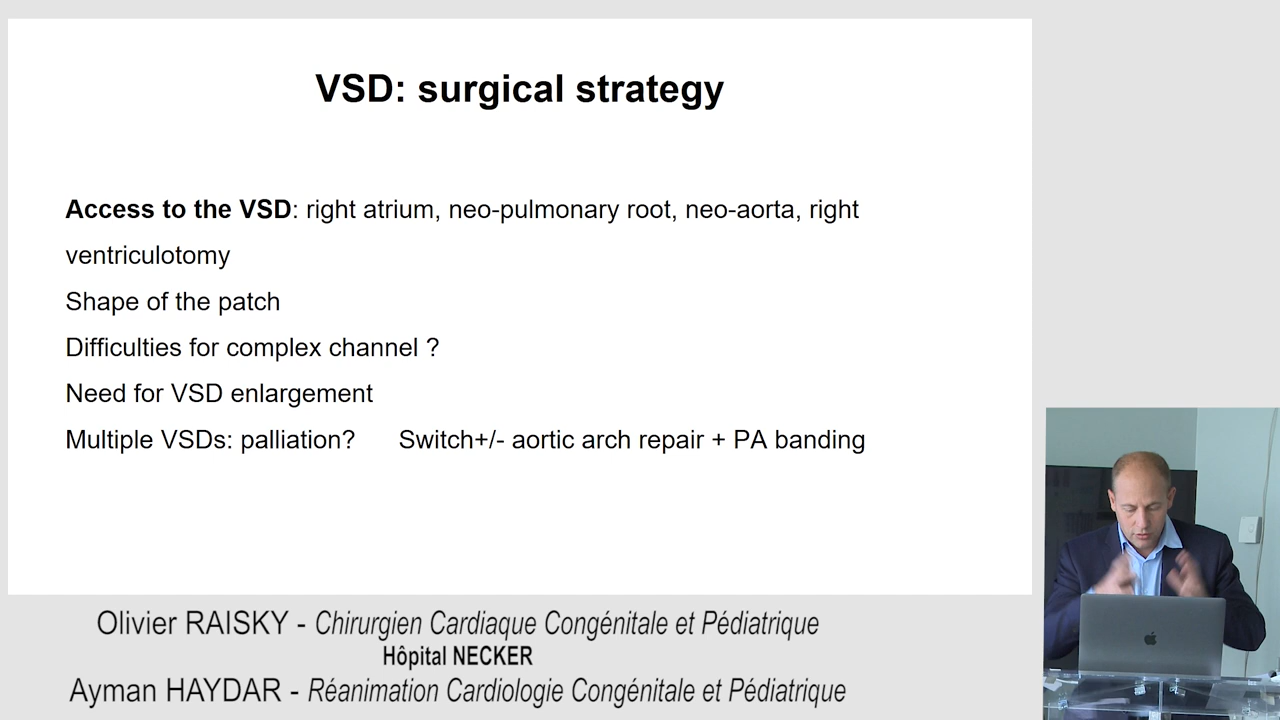 VSD: surgical strategy
Access to the VSD: right atrium, neo-pulmonary root, neo-aorta, right
ventriculotomy
Shape of the patch
Difficulties for complex channel ?
Need for VSD enlargement
Multiple VSDs: palliation? Switch+/- aortic arch repair + PA banding
Olivier RAISKY - Chirurgien Cardiaque Congénitale et Pédiatrique
Hôpital NECKER
Ayman HAYDAR - Réanimation Cardiologie Congénitale et Pédiatrique